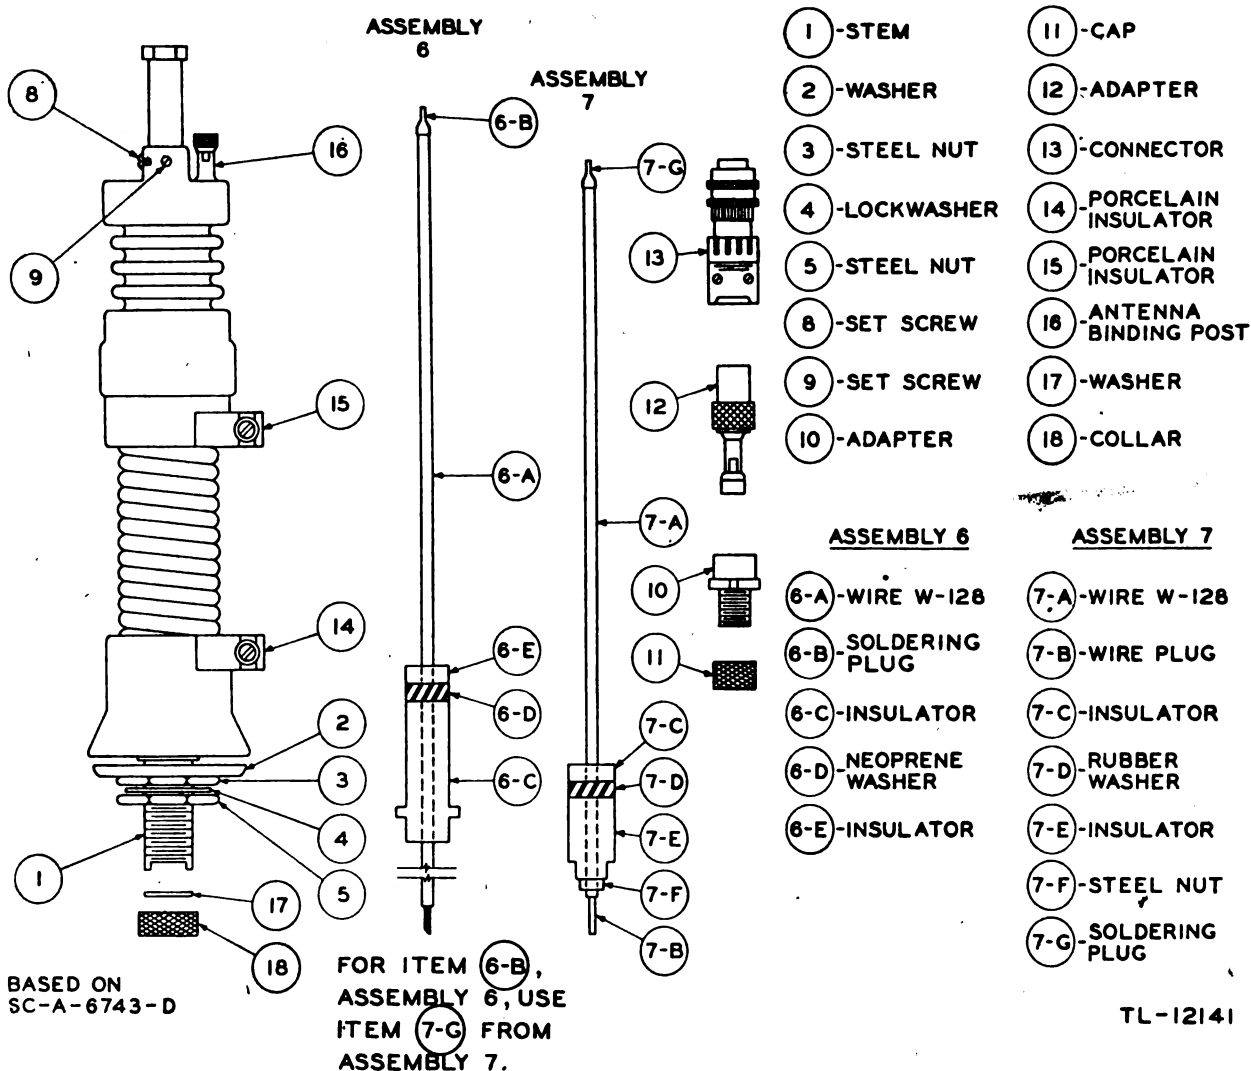 ASSEMBLY
6
ASSEMBLY
7
8
16
9
15
14
2
3
4
1
5
17
18
6-B
6-A
6-E
6-D
6-C
7-G
7-A
7-C
7-D
7-E
7-F
7-B
13
12
10
11
1 -STEM
2 -WASHER
3 -STEEL NUT
4 -LOCKWASHER
5 -STEEL NUT
8 -SET SCREW
9 -SET SCREW
10 -ADAPTER
11 -CAP
12 -ADAPTER
13 -CONNECTOR
14 -PORCELAIN
INSULATOR
15 -PORCELAIN
INSULATOR
16 -ANTENNA
BINDING POST
17 -WASHER
18 -COLLAR
ASSEMBLY 6
6-A -WIRE W-128
6-B -SOLDERING
PLUG
6-C -INSULATOR
6-D -NEOPRENE
WASHER
6-E -INSULATOR
ASSEMBLY 7
7-A -WIRE W-128
7-B -WIRE PLUG
7-C -INSULATOR
7-D -RUBBER
WASHER
7-E -INSULATOR
7-F -STEEL NUT
7-G -SOLDERING
PLUG
BASED ON
SC-A-6743-D
FOR ITEM 6-B,
ASSEMBLY 6, USE
ITEM 7-G FROM
ASSEMBLY 7.
TL-12141